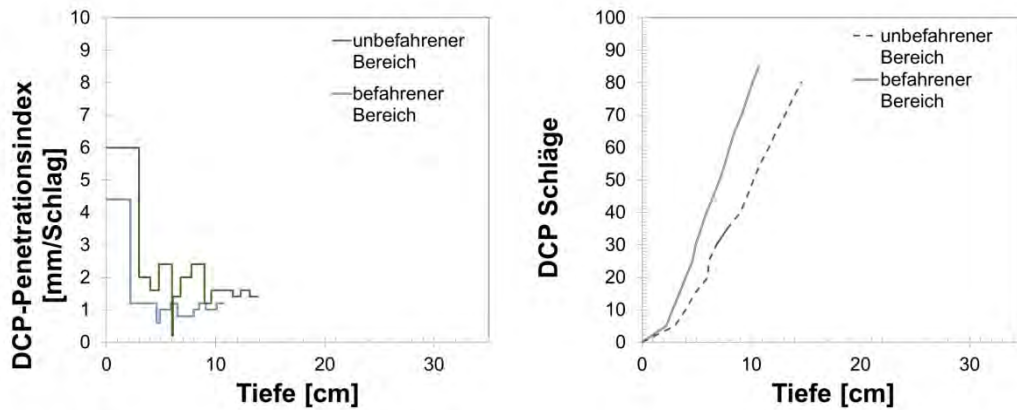 DCP-Penetrationsindex
[mm/Schlag]
10
9
8
7
6
5
4
3
2
1
0
0
10
20
30
Tiefe [cm]
unbefahrener
Bereich
befahrener
Bereich
DCP Schläge
100
90
80
70
60
50
40
30
20
10
0
0
10
20
30
Tiefe [cm]
unbefahrener
Bereich
befahrener
Bereich